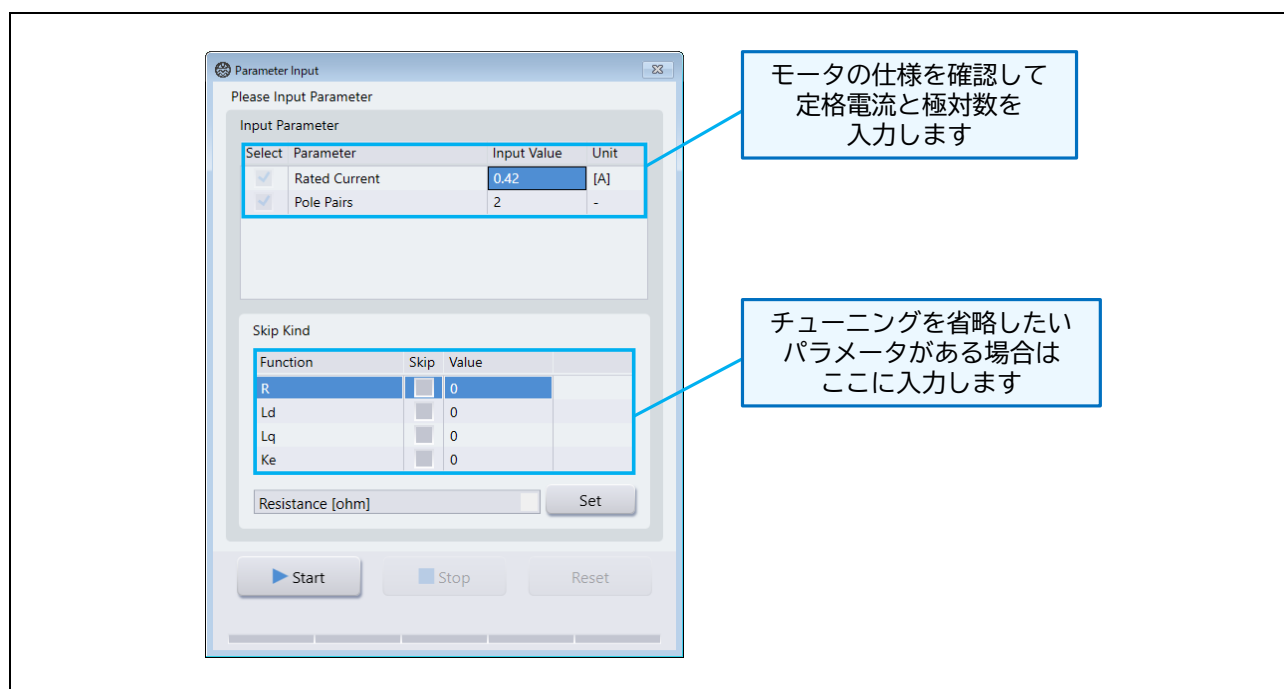 Parameter Input
Please Input Parameter
Input Parameter
Select Parameter Input Value Unit
Rated Current 0.42 [A]
Pole Pairs 2 -
Skip Kind
Function Skip Value
R 0
Ld 0
Lq 0
Ke 0
Resistance [ohm] Set
Start Stop Reset
モータの仕様を確認して
定格電流と極対数を
入力します
チューニングを省略したい
パラメータがある場合は
ここに入力します